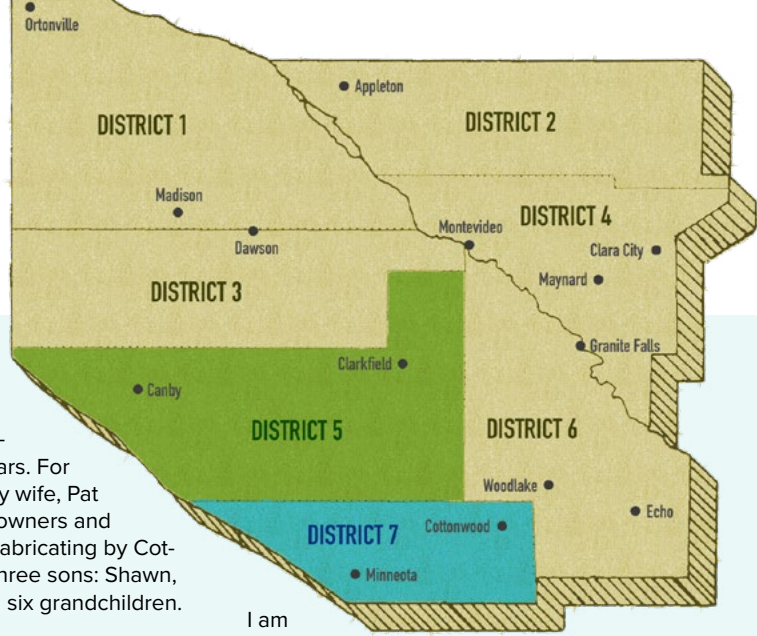 Ortonville
Appleton
DISTRICT 1
DISTRICT 2
Madison
DISTRICT 4
Montevideo
Dawson
Clara City
Maynard
DISTRICT 3
Granite Falls
Clarkfield
Canby
DISTRICT 5
DISTRICT 6
Woodlake
Echo
DISTRICT 7
Cottonwood
Minneota
-
ars. For
y wife, Pat
owners and
abricating by Cot-
hree sons: Shawn,
six grandchildren.
I am